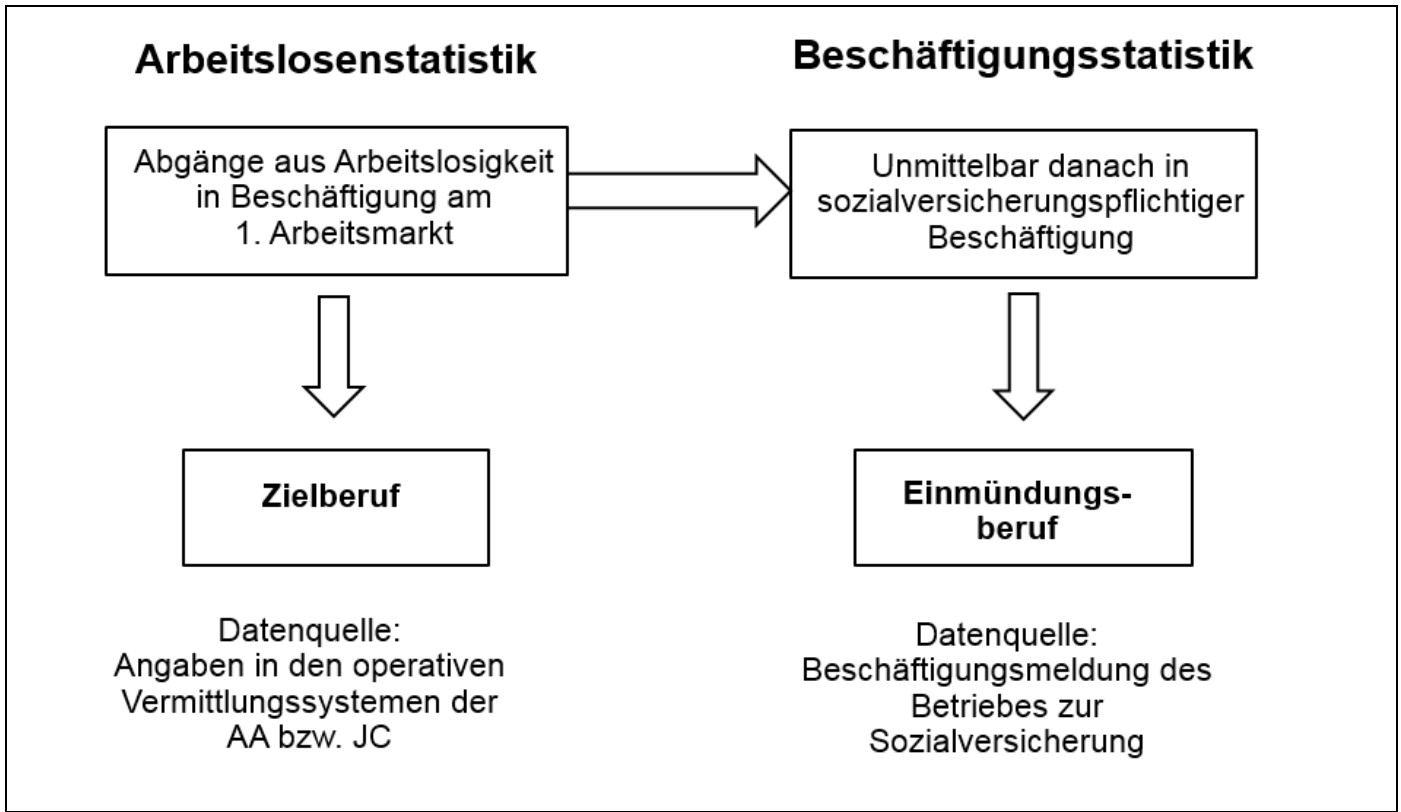 Arbeitslosenstatistik
Abgänge aus Arbeitslosigkeit
in Beschäftigung am
1. Arbeitsmarkt
Zielberuf
Datenquelle:
Angaben in den operativen
Vermittlungssystemen der
AA bzw. JC
Beschäftigungsstatistik
Unmittelbar danach in
sozialversicherungspflichtiger
Beschäftigung
Einmündungs-
beruf
Datenquelle:
Beschäftigungsmeldung des
Betriebes zur
Sozialversicherung